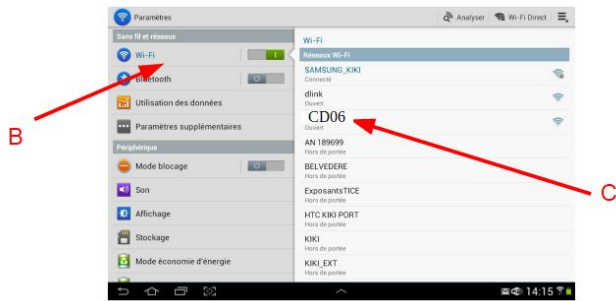 Paramètres
Analyser
Wi-Fi Direct
Sans fil et réseaux
Wi-Fi
Bluetooth
Utilisation des données
Paramètres supplémentaires
Périphérique
Mode blocage
Son
Affichage
Stockage
Mode économie d'énergie
Wi-Fi
Réseaux Wi-Fi
SAMSUNG_KIKI
Connecté
dlink
Ouvert
CD06
Ouvert
AN 189699
Hors de portée
BELVEDERE
Hors de portée
ExposantsTICE
Hors de portée
HTC KIKI PORT
Hors de portée
KIKI
Hors de portée
KIKI_EXT
Hors de portée
14:15
B
C